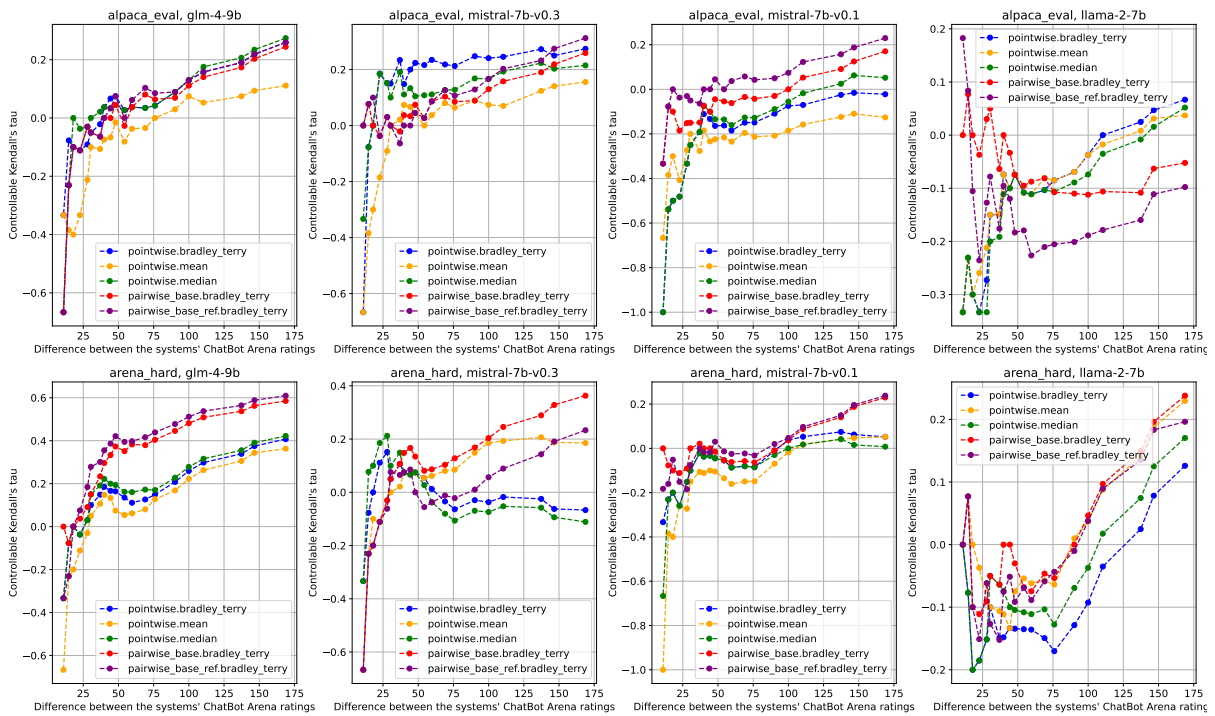 alpaca_eval, glm-4-9b
Controllable Kendall's tau
0.2
0.0
−0.2
−0.4
−0.6
pointwise.bradley_terry
pointwise.mean
pointwise.median
pairwise_base.bradley_terry
pairwise_base_ref.bradley_terry
0 25 50 75 100 125 150 175
Difference between the systems' ChatBot Arena ratings
alpaca_eval, mistral-7b-v0.3
Controllable Kendall's tau
0.2
0.0
−0.2
−0.4
−0.6
pointwise.bradley_terry
pointwise.mean
pointwise.median
pairwise_base.bradley_terry
pairwise_base_ref.bradley_terry
0 25 50 75 100 125 150 175
Difference between the systems' ChatBot Arena ratings
alpaca_eval, mistral-7b-v0.1
Controllable Kendall's tau
0.2
0.0
−0.2
−0.4
−0.6
−0.8
−1.0
pointwise.bradley_terry
pointwise.mean
pointwise.median
pairwise_base.bradley_terry
pairwise_base_ref.bradley_terry
0 25 50 75 100 125 150 175
Difference between the systems' ChatBot Arena ratings
alpaca_eval, llama-2-7b
Controllable Kendall's tau
0.2
0.1
0.0
−0.1
−0.2
−0.3
pointwise.bradley_terry
pointwise.mean
pointwise.median
pairwise_base.bradley_terry
pairwise_base_ref.bradley_terry
0 25 50 75 100 125 150 175
Difference between the systems' ChatBot Arena ratings
arena_hard, glm-4-9b
Controllable Kendall's tau
0.6
0.4
0.2
0.0
−0.2
−0.4
−0.6
pointwise.bradley_terry
pointwise.mean
pointwise.median
pairwise_base.bradley_terry
pairwise_base_ref.bradley_terry
0 25 50 75 100 125 150 175
Difference between the systems' ChatBot Arena ratings
arena_hard, mistral-7b-v0.3
Controllable Kendall's tau
0.4
0.2
0.0
−0.2
−0.4
−0.6
pointwise.bradley_terry
pointwise.mean
pointwise.median
pairwise_base.bradley_terry
pairwise_base_ref.bradley_terry
0 25 50 75 100 125 150 175
Difference between the systems' ChatBot Arena ratings
arena_hard, mistral-7b-v0.1
Controllable Kendall's tau
0.2
0.0
−0.2
−0.4
−0.6
−0.8
−1.0
pointwise.bradley_terry
pointwise.mean
pointwise.median
pairwise_base.bradley_terry
pairwise_base_ref.bradley_terry
0 25 50 75 100 125 150 175
Difference between the systems' ChatBot Arena ratings
arena_hard, llama-2-7b
Controllable Kendall's tau
0.2
0.1
0.0
−0.1
−0.2
pointwise.bradley_terry
pointwise.mean
pointwise.median
pairwise_base.bradley_terry
pairwise_base_ref.bradley_terry
0 25 50 75 100 125 150 175
Difference between the systems' ChatBot Arena ratings